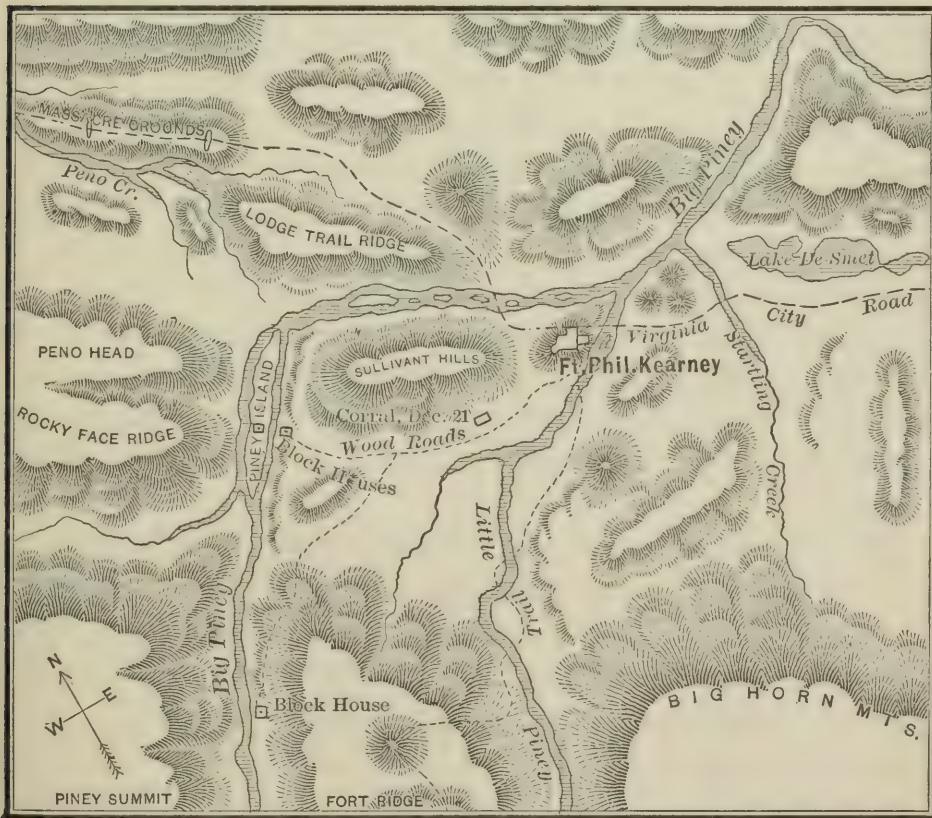 MASSACRE GROUNDS
Peno Cr.
LODGE TRAIL RIDGE
Big Piney
Lake De Smet
Virginia City Road
PENO HEAD
SULLIVANT HILLS
Ft. Phil. Kearney
Startling Creek
ROCKY FACE RIDGE
PINEY ISLAND
Corral, Dec. 21
Wood Roads
Block Houses
Little Piney
Trail
Big Piney
N
E
W
Block House
BIG HORN MTS.
PINEY SUMMIT
FORT RIDGE